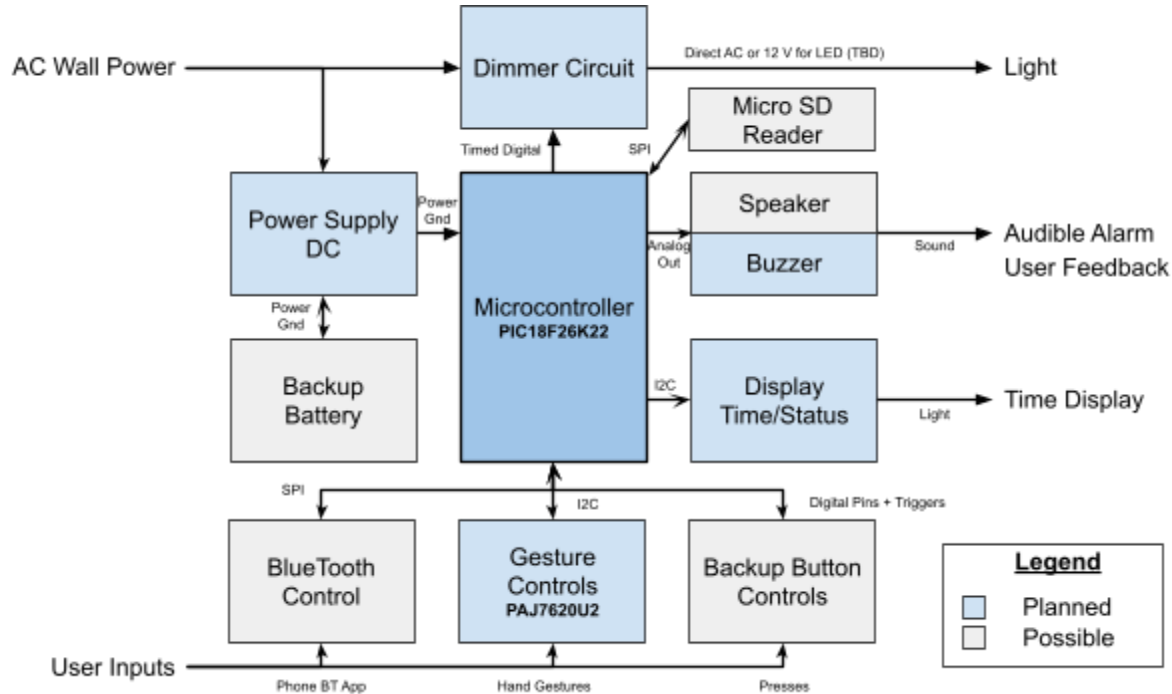 Dimmer Circuit
AC Wall Power
Direct AC or 12 V for LED (TBD)
Light
Micro SD
Reader
Timed Digital
SPI
Power Supply
DC
Power
Gnd
Speaker
Buzzer
Analog
Out
Sound
Audible Alarm
User Feedback
Microcontroller
PIC18F26K22
Power
Gnd
Backup
Battery
I2C
Display
Time/Status
Light
Time Display
SPI
I2C
Digital Pins + Triggers
BlueTooth
Control
Gesture
Controls
PAJ7620U2
Backup Button
Controls
Legend
Planned
Possible
User Inputs
Phone BT App
Hand Gestures
Presses